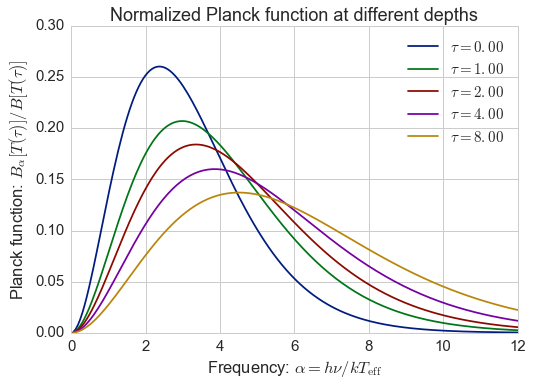 Normalized Planck function at different depths
Planck function: B_α[T(τ)]/B[T(τ)]
0.30
0.25
0.20
0.15
0.10
0.05
0.00
τ = 0.00
τ = 1.00
τ = 2.00
τ = 4.00
τ = 8.00
0 2 4 6 8 10 12
Frequency: α = hν/kT_eff